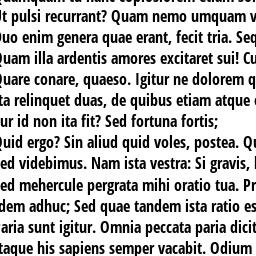 Ut pulsi recurrant? Quam nemo umquam v
Quo enim genera quae erant, fecit tria. Seq
Quam illa ardentis amores excitaret sui! Cu
Quare conare, quaeso. Igitur ne dolorem q
ta relinquet duas, de quibus etiam atque e
ur id non ita fit? Sed fortuna fortis;
Quid ergo? Sin aliud quid voles, postea. Qu
ed videbimus. Nam ista vestra: Si gravis, b
ed mehercule pergrata mihi oratio tua. Pr
dem adhuc; Sed quae tandem ista ratio es
aria sunt igitur. Omnia peccata paria dicit
taque his sapiens semper vacabit. Odium